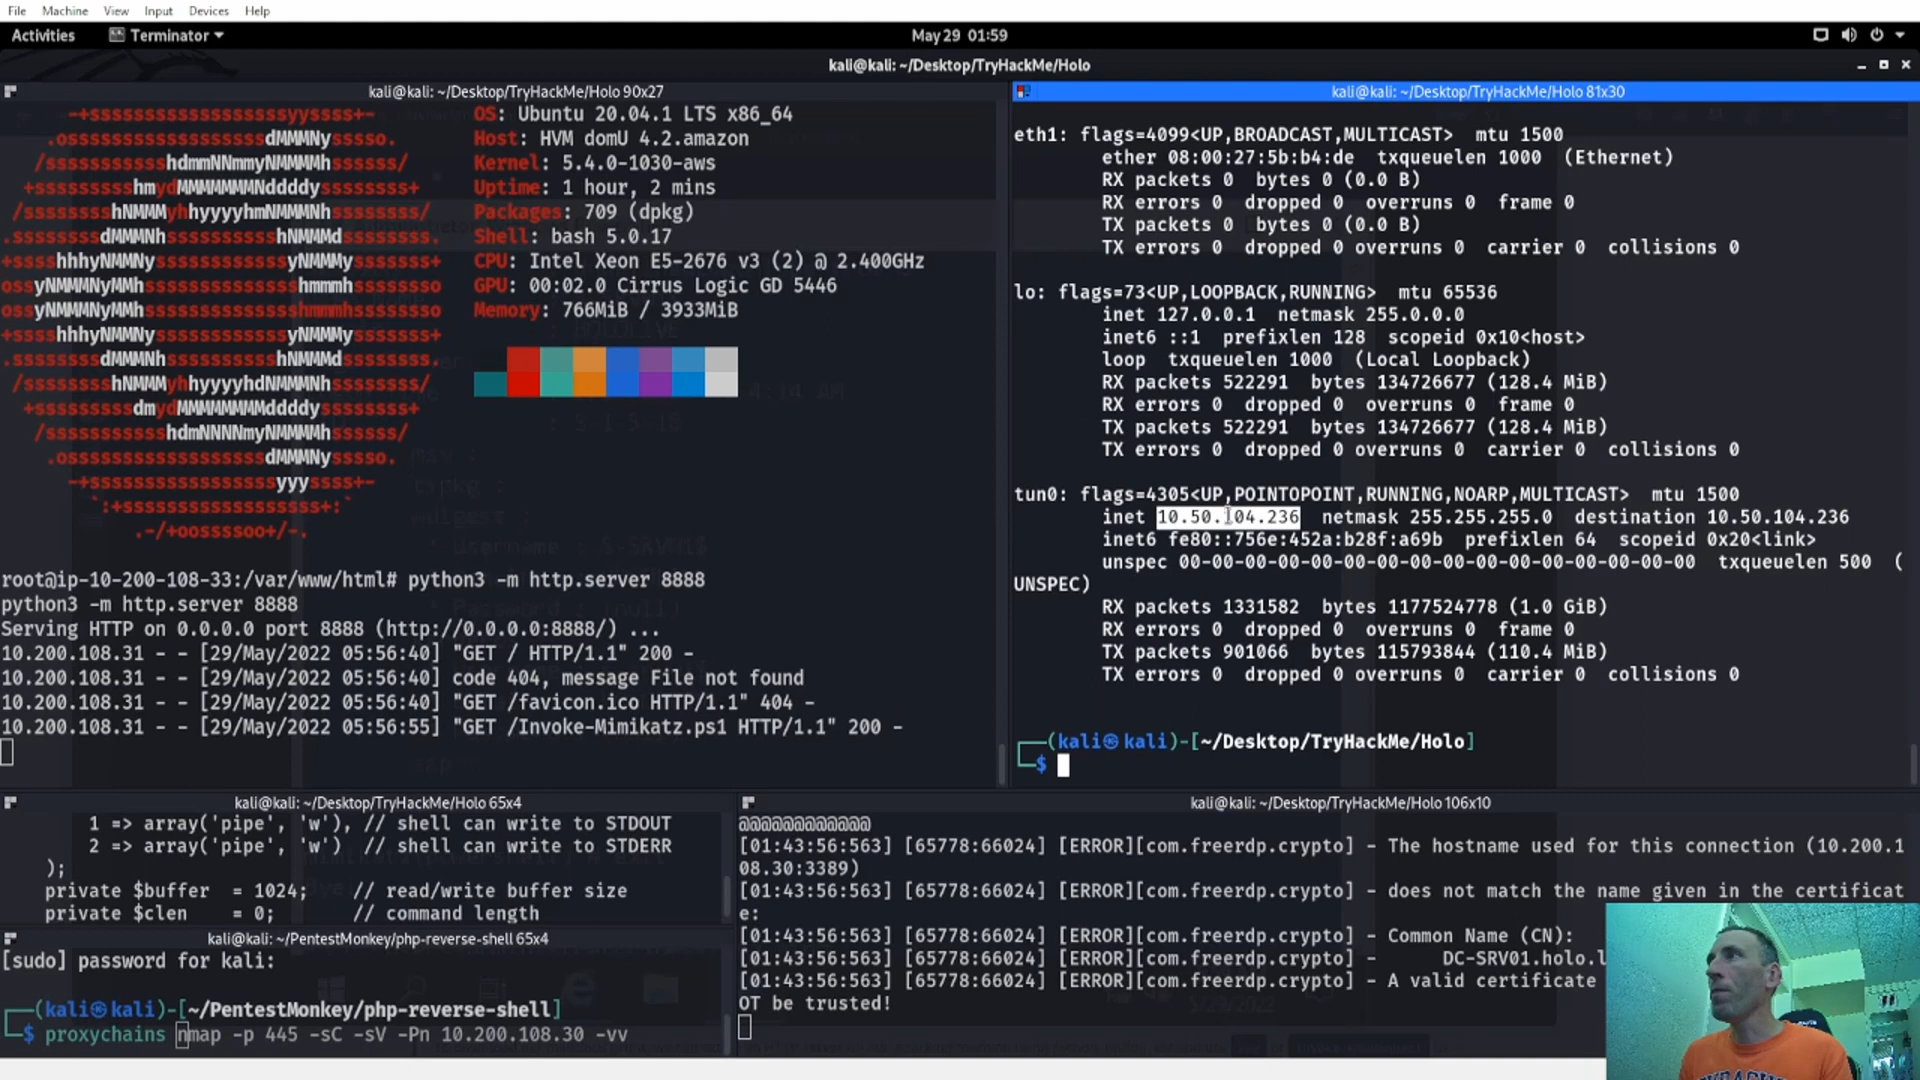 File Machine View Input Devices Help
Activities Terminator May 29 01:59
kali@kali: ~/Desktop/TryHackMe/Holo
kali@kali: ~/Desktop/TryHackMe/Holo 90x27
OS: Ubuntu 20.04.1 LTS x86_64
Host: HVM domU 4.2.amazon
Kernel: 5.4.0-1030-aws
Uptime: 1 hour, 2 mins
Packages: 709 (dpkg)
Shell: bash 5.0.17
CPU: Intel Xeon E5-2676 v3 (2) @ 2.400GHz
GPU: 00:02.0 Cirrus Logic GD 5446
Memory: 766MiB / 3933MiB
root@ip-10-200-108-33:/var/www/html# python3 -m http.server 8888
python3 -m http.server 8888
Serving HTTP on 0.0.0.0 port 8888 (http://0.0.0.0:8888/) ...
10.200.108.31 - - [29/May/2022 05:56:40] "GET / HTTP/1.1" 200 -
10.200.108.31 - - [29/May/2022 05:56:40] code 404, message File not found
10.200.108.31 - - [29/May/2022 05:56:40] "GET /favicon.ico HTTP/1.1" 404 -
10.200.108.31 - - [29/May/2022 05:56:55] "GET /Invoke-Mimikatz.ps1 HTTP/1.1" 200 -
kali@kali: ~/Desktop/TryHackMe/Holo 81x30
eth1: flags=4099<UP,BROADCAST,MULTICAST> mtu 1500
ether 08:00:27:5b:b4:de txqueuelen 1000 (Ethernet)
RX packets 0 bytes 0 (0.0 B)
RX errors 0 dropped 0 overruns 0 frame 0
TX packets 0 bytes 0 (0.0 B)
TX errors 0 dropped 0 overruns 0 carrier 0 collisions 0
lo: flags=73<UP,LOOPBACK,RUNNING> mtu 65536
inet 127.0.0.1 netmask 255.0.0.0
inet6 ::1 prefixlen 128 scopeid 0x10<host>
loop txqueuelen 1000 (Local Loopback)
RX packets 522291 bytes 134726677 (128.4 MiB)
RX errors 0 dropped 0 overruns 0 frame 0
TX packets 522291 bytes 134726677 (128.4 MiB)
TX errors 0 dropped 0 overruns 0 carrier 0 collisions 0
tun0: flags=4305<UP,POINTOPOINT,RUNNING,NOARP,MULTICAST> mtu 1500
inet 10.50.104.236 netmask 255.255.255.0 destination 10.50.104.236
inet6 fe80::756e:452a:b28f:a69b prefixlen 64 scopeid 0x20<link>
unspec 00-00-00-00-00-00-00-00-00-00-00-00-00-00-00-00 txqueuelen 500 (
UNSPEC)
RX packets 1331582 bytes 1177524778 (1.0 GiB)
RX errors 0 dropped 0 overruns 0 frame 0
TX packets 901066 bytes 115793844 (110.4 MiB)
TX errors 0 dropped 0 overruns 0 carrier 0 collisions 0
(kali㉿kali)-[~/Desktop/TryHackMe/Holo]
$
kali@kali: ~/Desktop/TryHackMe/Holo 65x4
1 => array('pipe', 'w'), // shell can write to STDOUT
2 => array('pipe', 'w') // shell can write to STDERR
);
private $buffer = 1024; // read/write buffer size
private $clen = 0; // command length
kali@kali: ~/PentestMonkey/php-reverse-shell 65x4
[sudo] password for kali:
(kali㉿kali)-[~/PentestMonkey/php-reverse-shell]
$ proxychains nmap -p 445 -sC -sV -Pn 10.200.108.30 -vv
kali@kali: ~/Desktop/TryHackMe/Holo 106x10
@@@@@@@@@@@@
[01:43:56:563] [65778:66024] [ERROR][com.freerdp.crypto] - The hostname used for this connection (10.200.1
08.30:3389)
[01:43:56:563] [65778:66024] [ERROR][com.freerdp.crypto] - does not match the name given in the certificat
e:
[01:43:56:563] [65778:66024] [ERROR][com.freerdp.crypto] - Common Name (CN):
[01:43:56:563] [65778:66024] [ERROR][com.freerdp.crypto] - DC-SRV01.holo.l
[01:43:56:563] [65778:66024] [ERROR][com.freerdp.crypto] - A valid certificate
OT be trusted!